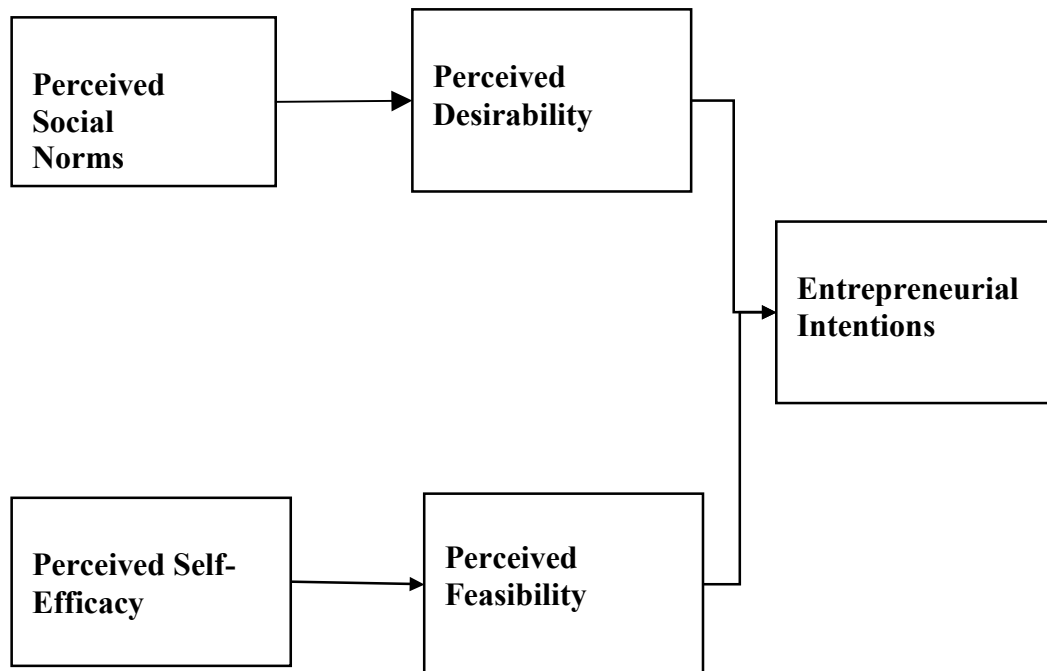 Perceived
Social
Norms
Perceived
Desirability
Entrepreneurial
Intentions
Perceived Self-
Efficacy
Perceived
Feasibility